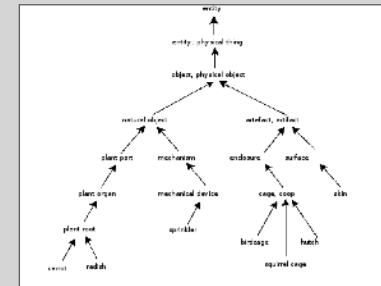 entity
entity, physical thing
object, physical object
natural object
artefact, artifact
plant part
mechanism
enclosure
surface
plant organ
mechanical device
cage, coop
skin
plant root
sprinkler
birdcage
hutch
carrot
radish
squirrel cage